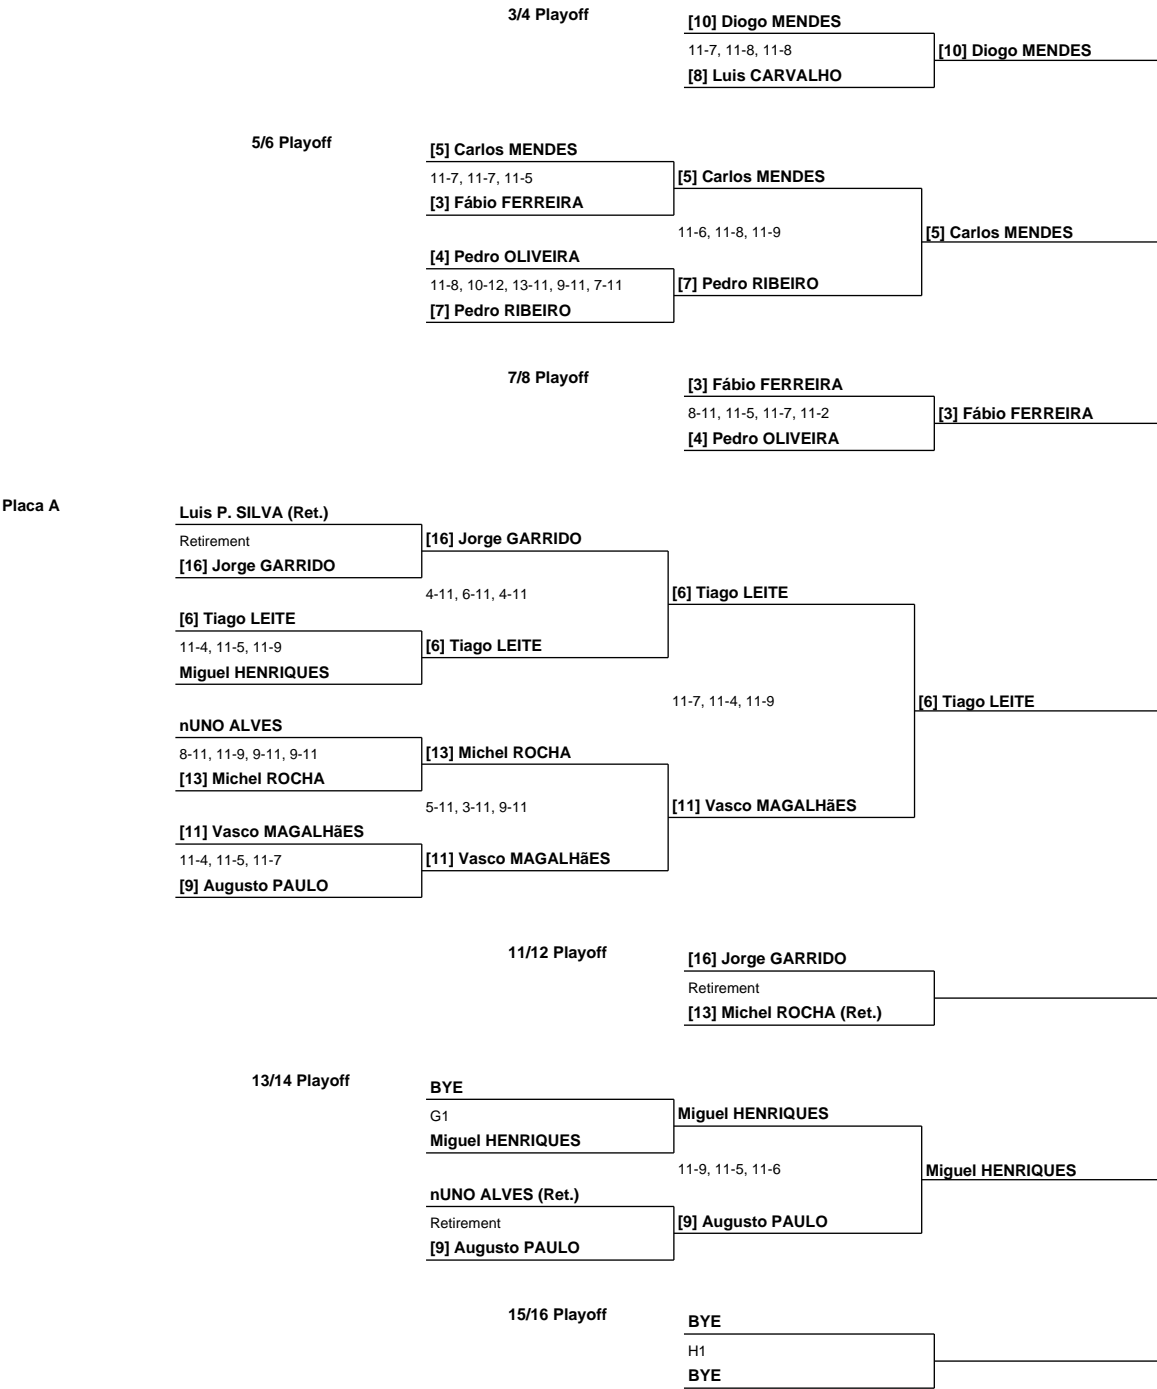 3/4 Playoff
[10] Diogo MENDES
11-7, 11-8, 11-8
[10] Diogo MENDES
[8] Luis CARVALHO
5/6 Playoff
[5] Carlos MENDES
11-7, 11-7, 11-5
[5] Carlos MENDES
[3] Fábio FERREIRA
11-6, 11-8, 11-9
[5] Carlos MENDES
[4] Pedro OLIVEIRA
11-8, 10-12, 13-11, 9-11, 7-11
[7] Pedro RIBEIRO
[7] Pedro RIBEIRO
7/8 Playoff
[3] Fábio FERREIRA
8-11, 11-5, 11-7, 11-2
[3] Fábio FERREIRA
[4] Pedro OLIVEIRA
Placa A
Luis P. SILVA (Ret.)
Retirement
[16] Jorge GARRIDO
[16] Jorge GARRIDO
4-11, 6-11, 4-11
[6] Tiago LEITE
[6] Tiago LEITE
11-4, 11-5, 11-9
[6] Tiago LEITE
Miguel HENRIQUES
11-7, 11-4, 11-9
[6] Tiago LEITE
nUNO ALVES
8-11, 11-9, 9-11, 9-11
[13] Michel ROCHA
[13] Michel ROCHA
5-11, 3-11, 9-11
[11] Vasco MAGALHãES
[11] Vasco MAGALHãES
11-4, 11-5, 11-7
[11] Vasco MAGALHãES
[9] Augusto PAULO
11/12 Playoff
[16] Jorge GARRIDO
Retirement
[13] Michel ROCHA (Ret.)
13/14 Playoff
BYE
G1
Miguel HENRIQUES
Miguel HENRIQUES
11-9, 11-5, 11-6
Miguel HENRIQUES
nUNO ALVES (Ret.)
Retirement
[9] Augusto PAULO
[9] Augusto PAULO
15/16 Playoff
BYE
H1
BYE